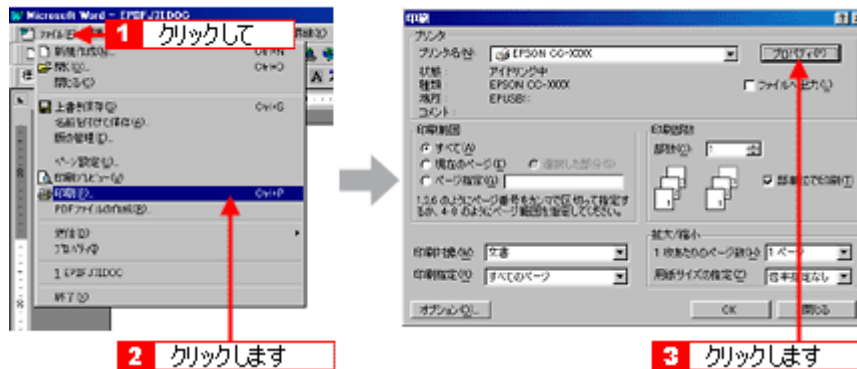 Microsoft Word - EPDFJZI.DOC
ファイル(F)
1 クリックして
新規作成(N)... Ctrl+N
開く(O)... Ctrl+O
閉じる(C)
上書き保存(S) Ctrl+S
名前を付けて保存(A)...
版の管理(E)...
ページ設定(U)...
印刷プレビュー(V)
印刷(P)... Ctrl+P
PDFファイルの作成(R)...
送信(D)
プロパティ(I)
終了(X)
2 クリックします
印刷
プリンタ
プリンタ名(N): EPSON CC-XXXX
プロパティ(P)
状態: アイドリング中
種類: EPSON CC-XXXX
場所: EPUSB1:
コメント:
ファイルへ出力(L)
印刷範囲
すべて(A)
現在のページ(E) 選択した部分(S)
ページ指定(G)
1,3,6 のようにページ番号をカンマで区切って指定す
るか、4-8 のようにページ範囲を指定してください。
印刷部数
部数(C): 1
部単位で印刷(T)
印刷対象(W): 文書
印刷指定(R): すべてのページ
拡大/縮小
1 枚あたりのページ数(H): 1 ページ
用紙サイズの指定(Z): 倍率指定なし
オプション(O)... OK 閉じる
3 クリックします